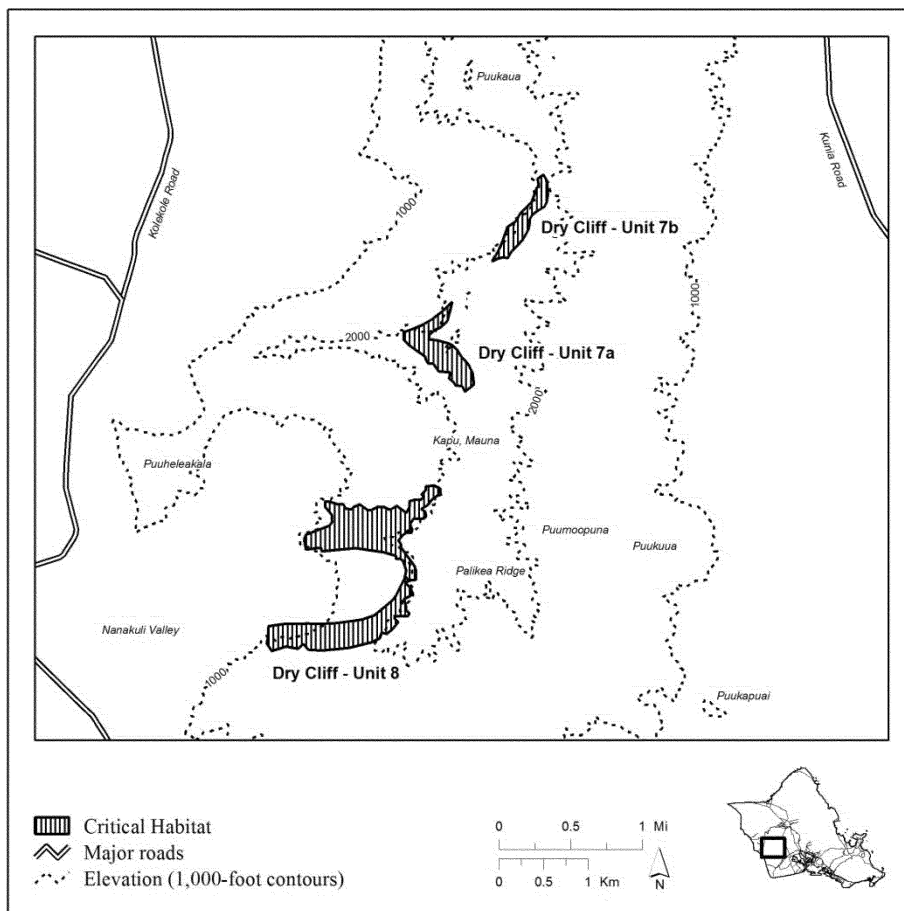 Puukaua
Kolekole Road
Kunia Road
1000
Dry Cliff - Unit 7b
1000
2000
Dry Cliff - Unit 7a
2000
Kapu, Mauna
Puuheleakala
Puumoopuna
Puukuua
Palikea Ridge
Nanakuli Valley
Dry Cliff - Unit 8
1000
Puukapuai
Critical Habitat
Major roads
Elevation (1,000-foot contours)
0 0.5 1 Mi
0 0.5 1 Km
N